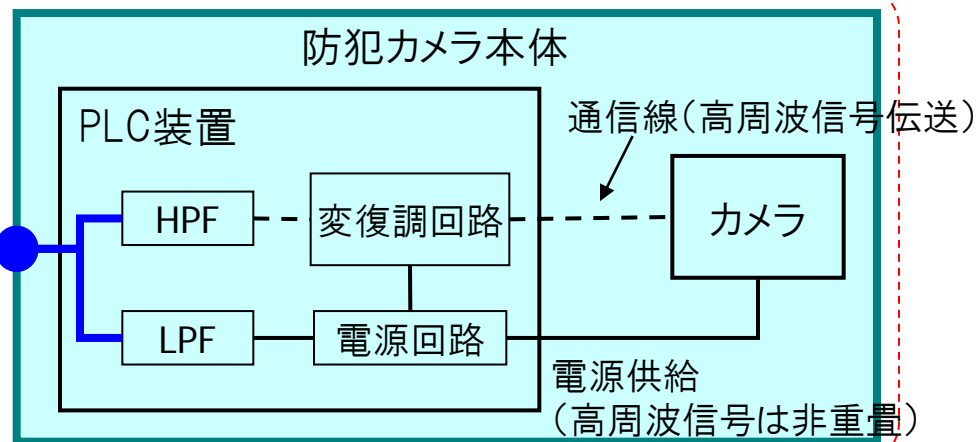 防犯カメラ本体
PLC装置
通信線（高周波信号伝送）
HPF
変復調回路
カメラ
LPF
電源回路
電源供給
（高周波信号は非重畳）